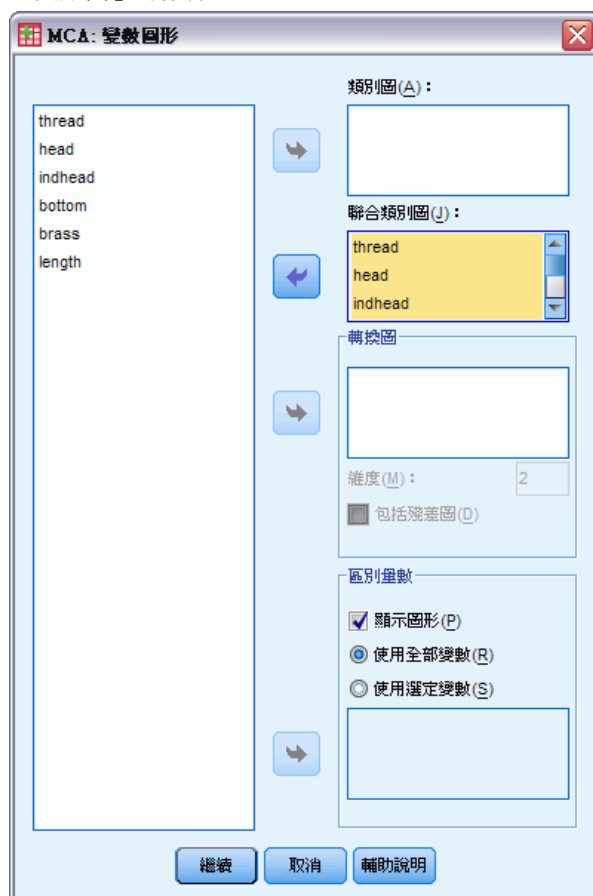 MCA: 變數圖形
類別圖(A)：
thread
head
indhead
bottom
brass
length
聯合類別圖(J)：
thread
head
indhead
轉換圖
維度(M)：
2
包括殘差圖(D)
區別量數
顯示圖形(P)
使用全部變數(R)
使用選定變數(S)
繼續
取消
輔助說明